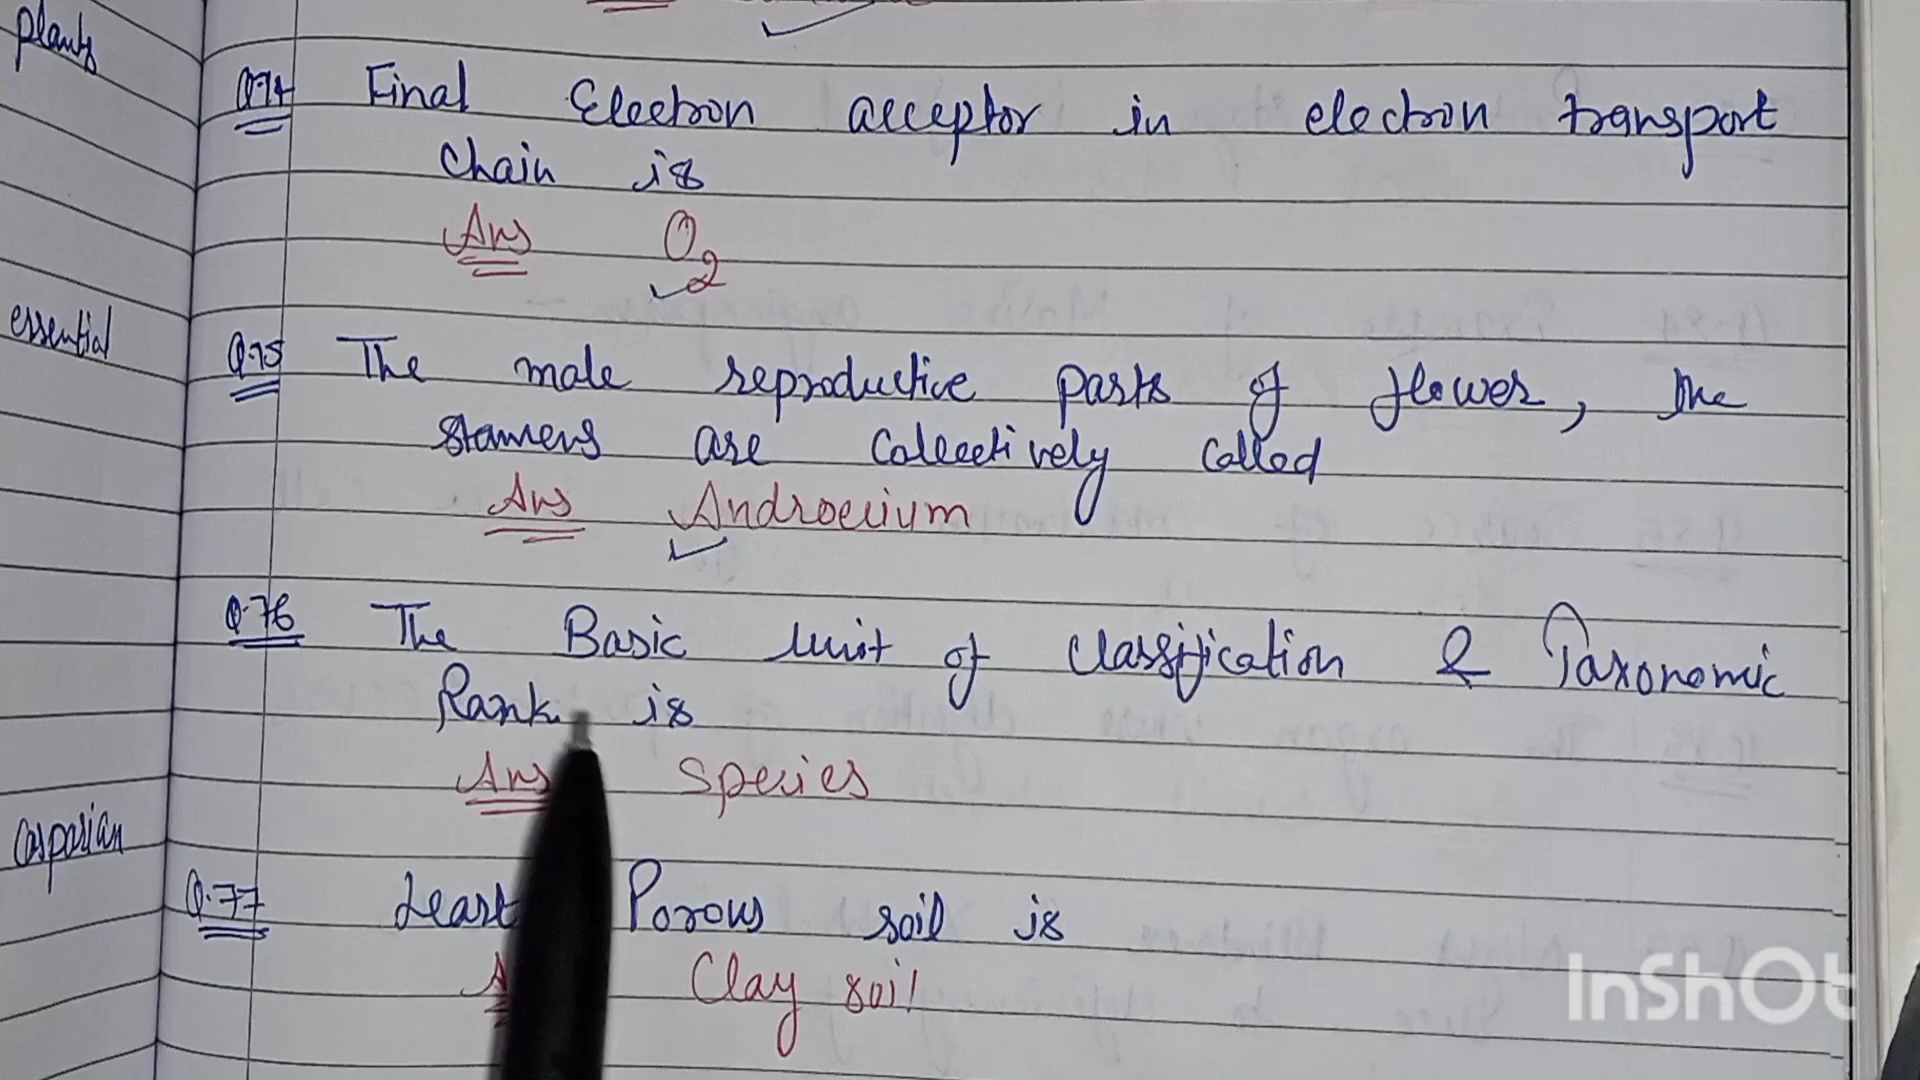 plants
Q.74 Final Electron acceptor in electron transport
Chain is
Ans O2
essential
Q.75 The male reproductive parts of flower, the
stamens are collectively called
Ans Androecium
Q.76 The Basic unit of classification & Taxonomic
Rank is
Ans Species
casparian
Q.77 Least Porous soil is
Clay soil
InShOt